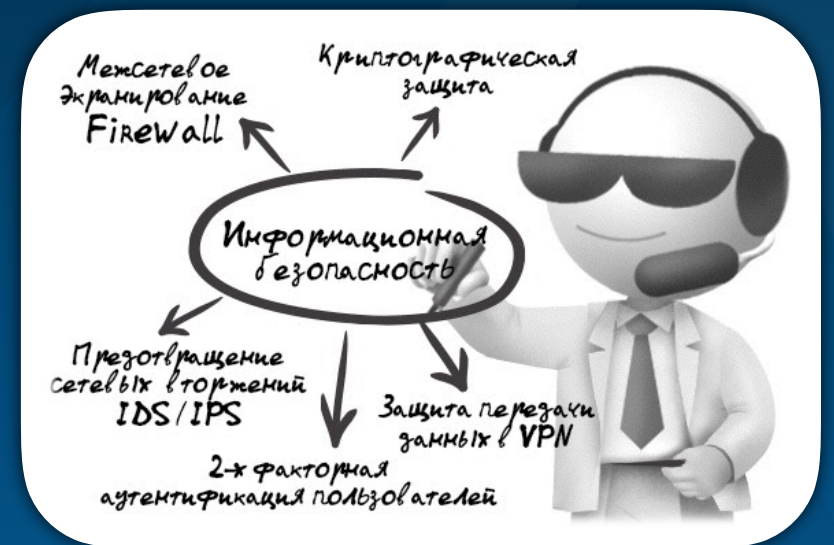 Межсетевое
Экранирование
Firewall
Криптографическая
защита
Информационная
безопасность
Предотвращение
сетевых вторжений
IDS/IPS
Защита передачи
данных в VPN
2-х факторная
аутентификация пользователей